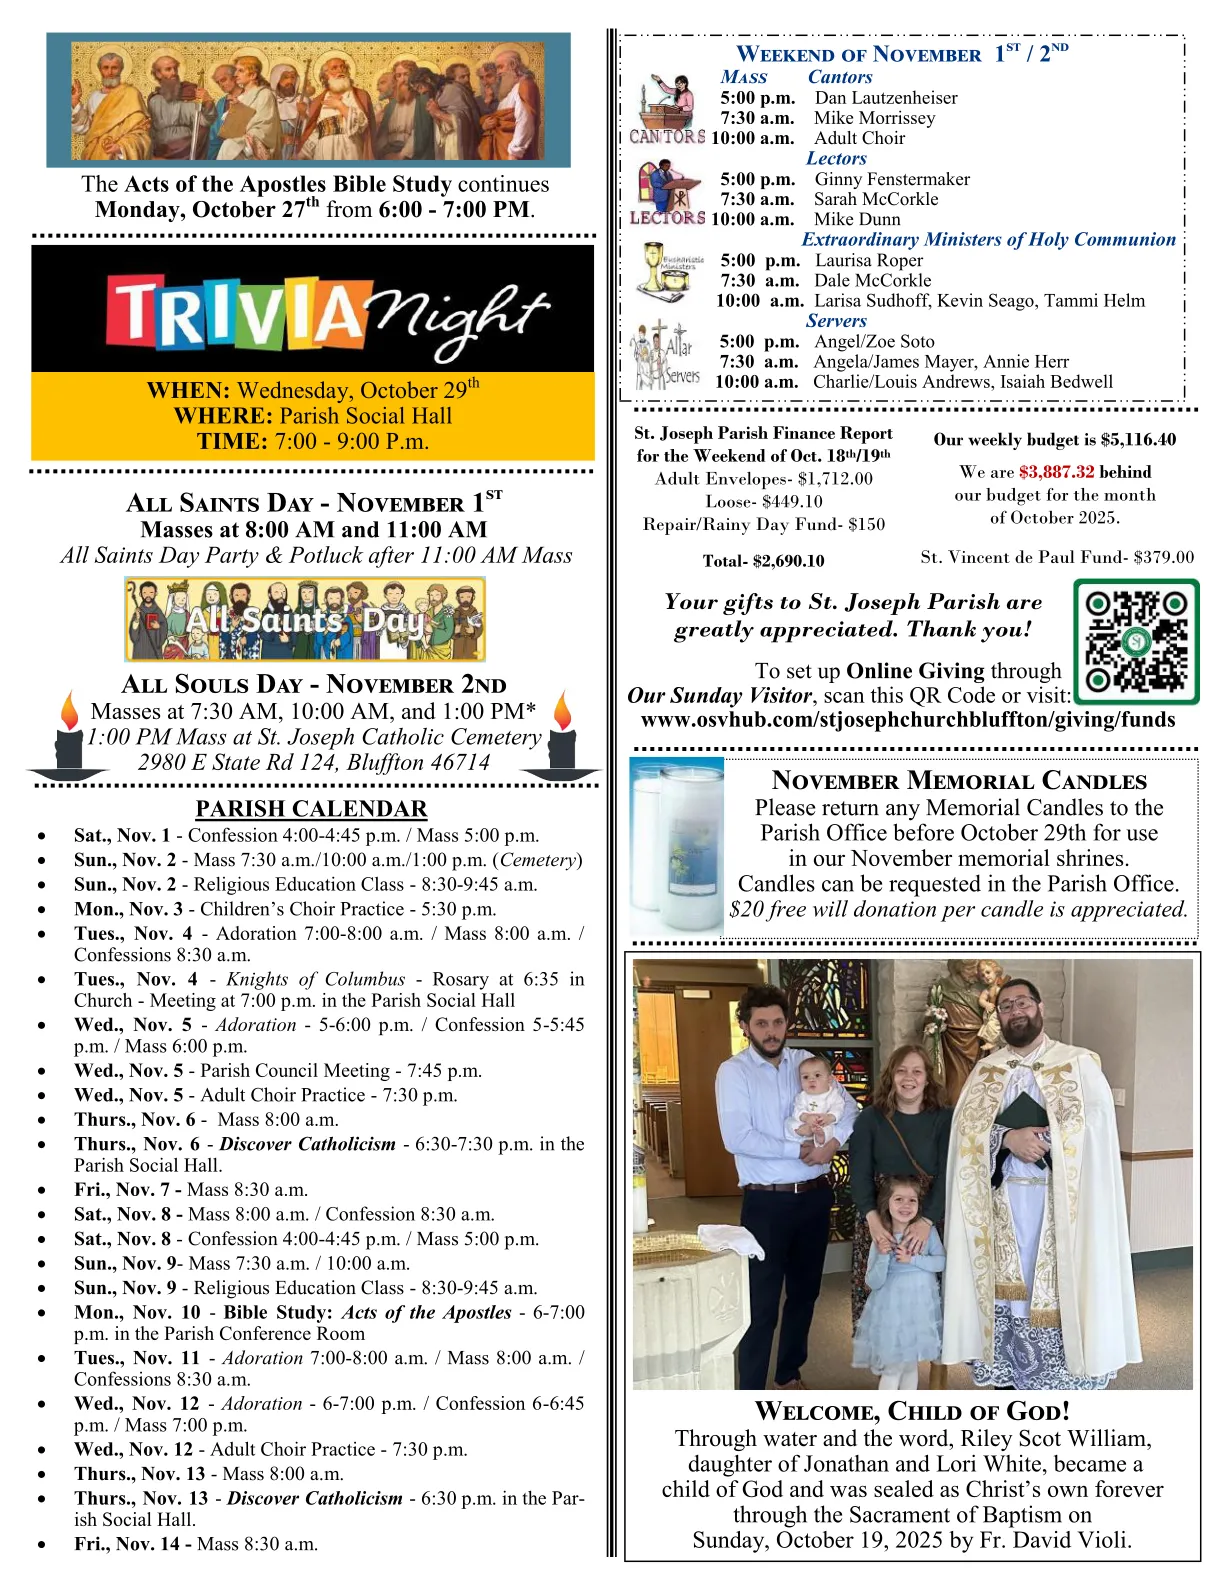 The Acts of the Apostles Bible Study continues
Monday, October 27th from 6:00 - 7:00 PM.
TRIVIA Night
WHEN: Wednesday, October 29th
WHERE: Parish Social Hall
TIME: 7:00 - 9:00 P.m.
ALL SAINTS DAY - NOVEMBER 1ST
Masses at 8:00 AM and 11:00 AM
All Saints Day Party & Potluck after 11:00 AM Mass
All Saints' Day
ALL SOULS DAY - NOVEMBER 2ND
Masses at 7:30 AM, 10:00 AM, and 1:00 PM*
1:00 PM Mass at St. Joseph Catholic Cemetery
2980 E State Rd 124, Bluffton 46714
PARISH CALENDAR
• Sat., Nov. 1 - Confession 4:00-4:45 p.m. / Mass 5:00 p.m.
• Sun., Nov. 2 - Mass 7:30 a.m./10:00 a.m./1:00 p.m. (Cemetery)
• Sun., Nov. 2 - Religious Education Class - 8:30-9:45 a.m.
• Mon., Nov. 3 - Children's Choir Practice - 5:30 p.m.
• Tues., Nov. 4 - Adoration 7:00-8:00 a.m. / Mass 8:00 a.m. /
Confessions 8:30 a.m.
• Tues., Nov. 4 - Knights of Columbus - Rosary at 6:35 in
Church - Meeting at 7:00 p.m. in the Parish Social Hall
• Wed., Nov. 5 - Adoration - 5-6:00 p.m. / Confession 5-5:45
p.m. / Mass 6:00 p.m.
• Wed., Nov. 5 - Parish Council Meeting - 7:45 p.m.
• Wed., Nov. 5 - Adult Choir Practice - 7:30 p.m.
• Thurs., Nov. 6 - Mass 8:00 a.m.
• Thurs., Nov. 6 - Discover Catholicism - 6:30-7:30 p.m. in the
Parish Social Hall.
• Fri., Nov. 7 - Mass 8:30 a.m.
• Sat., Nov. 8 - Mass 8:00 a.m. / Confession 8:30 a.m.
• Sat., Nov. 8 - Confession 4:00-4:45 p.m. / Mass 5:00 p.m.
• Sun., Nov. 9- Mass 7:30 a.m. / 10:00 a.m.
• Sun., Nov. 9 - Religious Education Class - 8:30-9:45 a.m.
• Mon., Nov. 10 - Bible Study: Acts of the Apostles - 6-7:00
p.m. in the Parish Conference Room
• Tues., Nov. 11 - Adoration 7:00-8:00 a.m. / Mass 8:00 a.m. /
Confessions 8:30 a.m.
• Wed., Nov. 12 - Adoration - 6-7:00 p.m. / Confession 6-6:45
p.m. / Mass 7:00 p.m.
• Wed., Nov. 12 - Adult Choir Practice - 7:30 p.m.
• Thurs., Nov. 13 - Mass 8:00 a.m.
• Thurs., Nov. 13 - Discover Catholicism - 6:30 p.m. in the Par-
ish Social Hall.
• Fri., Nov. 14 - Mass 8:30 a.m.
WEEKEND OF NOVEMBER 1ST / 2ND
MASS Cantors
5:00 p.m. Dan Lautzenheiser
7:30 a.m. Mike Morrissey
CANTORS 10:00 a.m. Adult Choir
Lectors
5:00 p.m. Ginny Fenstermaker
7:30 a.m. Sarah McCorkle
LECTORS 10:00 a.m. Mike Dunn
Extraordinary Ministers of Holy Communion
Eucharistic
Ministers
5:00 p.m. Laurisa Roper
7:30 a.m. Dale McCorkle
10:00 a.m. Larisa Sudhoff, Kevin Seago, Tammi Helm
Servers
Altar
Servers
5:00 p.m. Angel/Zoe Soto
7:30 a.m. Angela/James Mayer, Annie Herr
10:00 a.m. Charlie/Louis Andrews, Isaiah Bedwell
St. Joseph Parish Finance Report
for the Weekend of Oct. 18th/19th
Adult Envelopes- $1,712.00
Loose- $449.10
Repair/Rainy Day Fund- $150
Total- $2,690.10
Our weekly budget is $5,116.40
We are $3,887.32 behind
our budget for the month
of October 2025.
St. Vincent de Paul Fund- $379.00
Your gifts to St. Joseph Parish are
greatly appreciated. Thank you!
To set up Online Giving through
Our Sunday Visitor, scan this QR Code or visit:
www.osvhub.com/stjosephchurchbluffton/giving/funds
NOVEMBER MEMORIAL CANDLES
Please return any Memorial Candles to the
Parish Office before October 29th for use
in our November memorial shrines.
Candles can be requested in the Parish Office.
$20 free will donation per candle is appreciated.
WELCOME, CHILD OF GOD!
Through water and the word, Riley Scot William,
daughter of Jonathan and Lori White, became a
child of God and was sealed as Christ's own forever
through the Sacrament of Baptism on
Sunday, October 19, 2025 by Fr. David Violi.